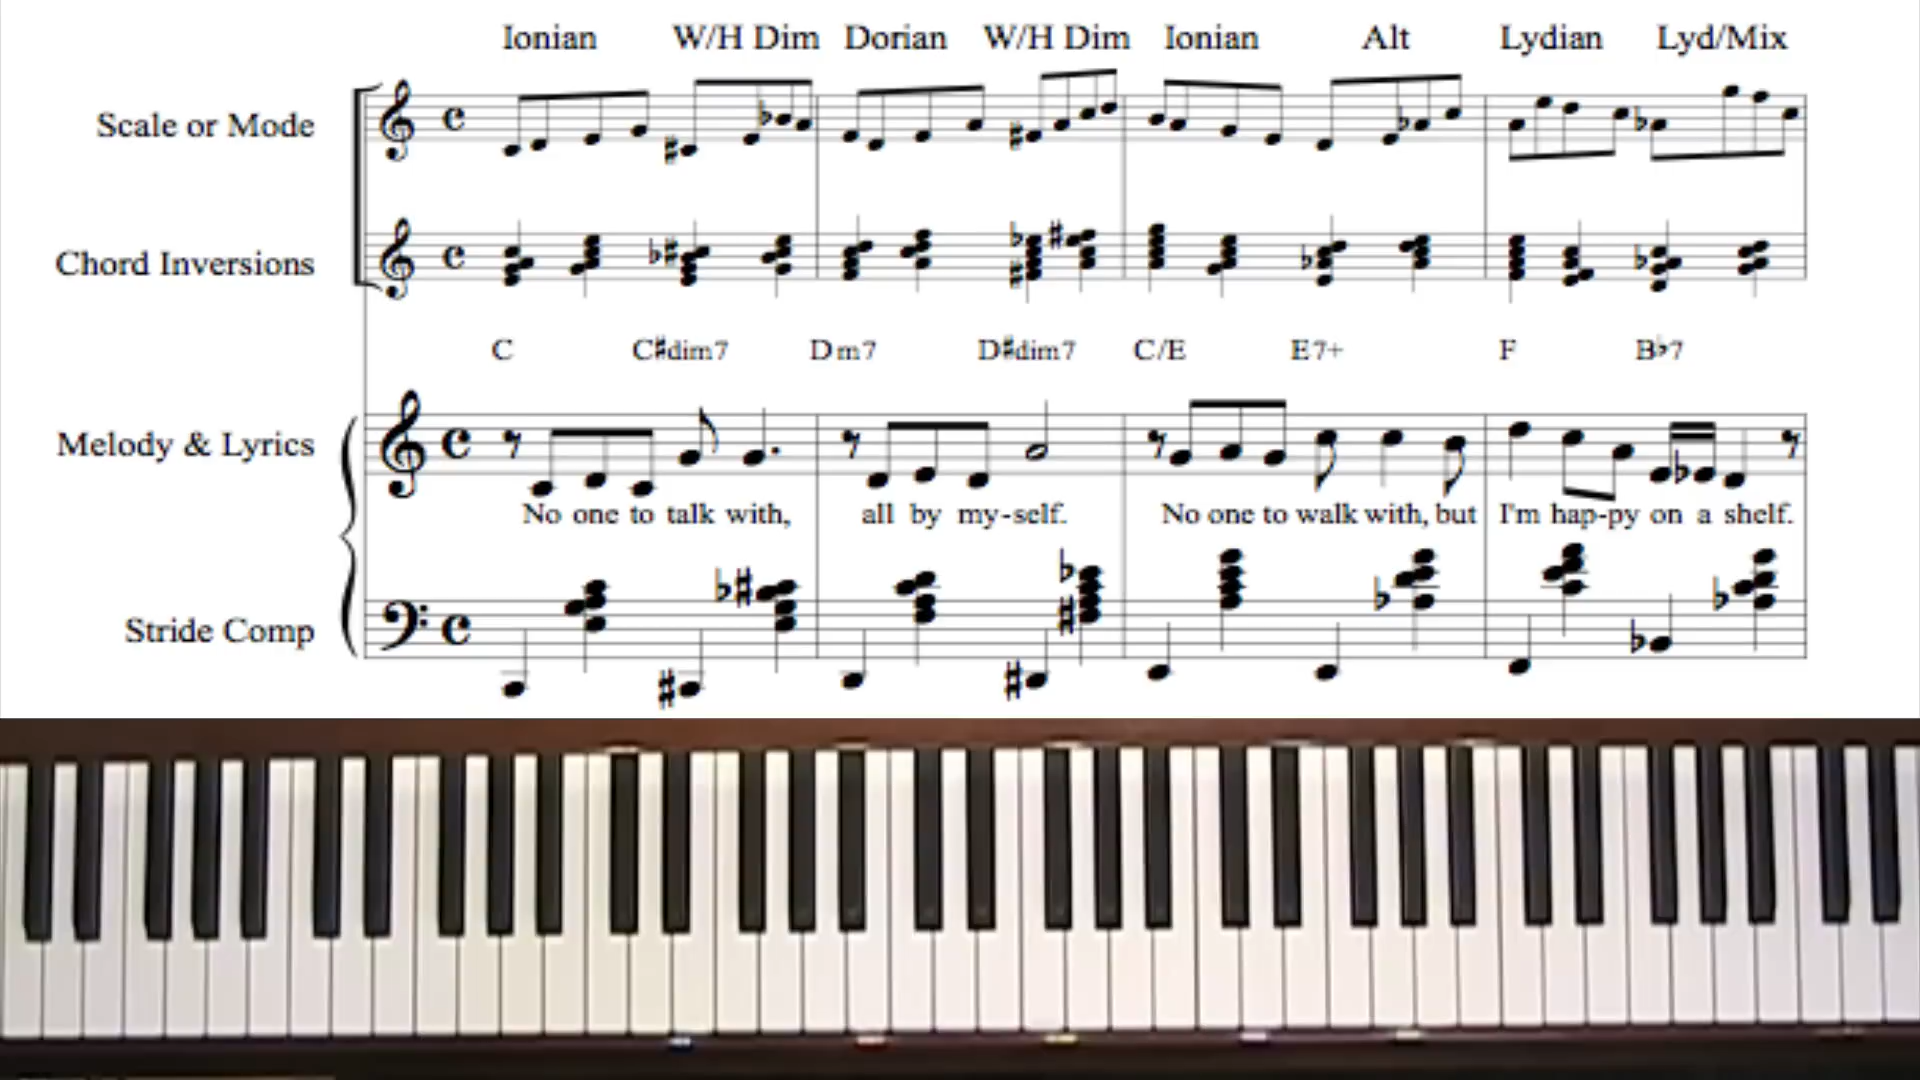 Ionian W/H Dim Dorian W/H Dim Ionian Alt Lydian Lyd/Mix
Scale or Mode
Chord Inversions
C C♯dim7 Dm7 D♯dim7 C/E E7+ F B♭7
Melody & Lyrics
No one to talk with, all by my-self. No one to walk with, but I'm hap-py on a shelf.
Stride Comp